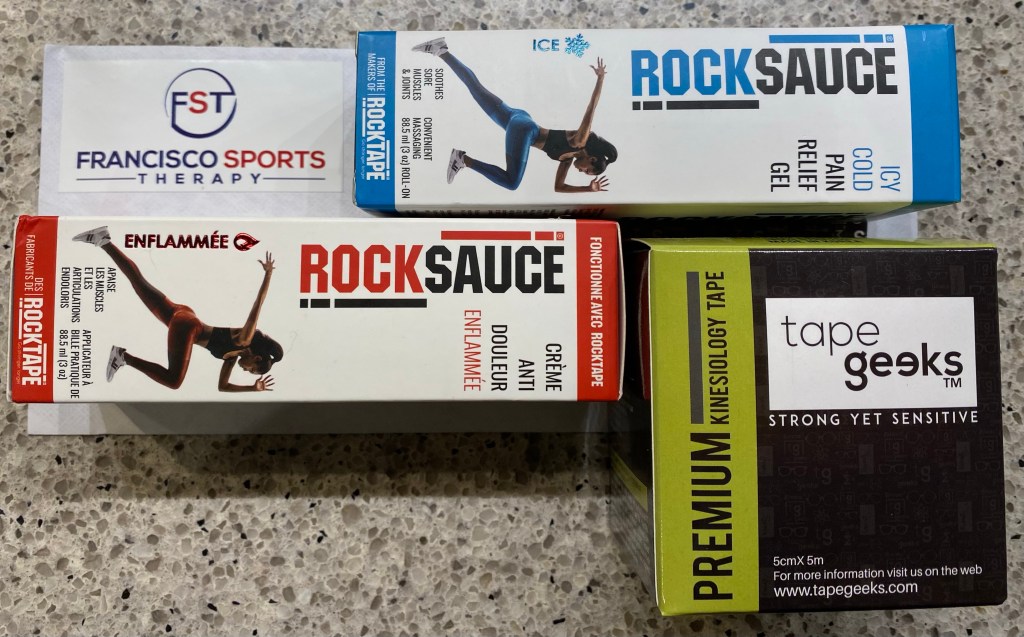 FST
FRANCISCO SPORTS
THERAPY
FROM THE
MAKERS OF
ROCKTAPE
ICE
SOOTHES
SORE
MUSCLES
& JOINTS
CONVENIENT
MASSAGING
88.5 ml (3 oz) ROLL-ON
ROCKSAUCE
ICY
COLD
PAIN
RELIEF
GEL
FABRICANTS DE
DES
ROCKTAPE
ENFLAMMÉE
APAISE
LES MUSCLES
ET LES
ARTICULATIONS
ENDOLORIS
APPLICATEUR À
BILLE PRATIQUE DE
88.5 ml (3 oz)
ROCKSAUCE
CRÈME
ANTI
DOULEUR
ENFLAMMÉE
FONCTIONNE AVEC ROCKTAPE
PREMIUM KINESIOLOGY TAPE
tape
geeks TM
STRONG YET SENSITIVE
5cmX 5m
For more information visit us on the web
www.tapegeeks.com